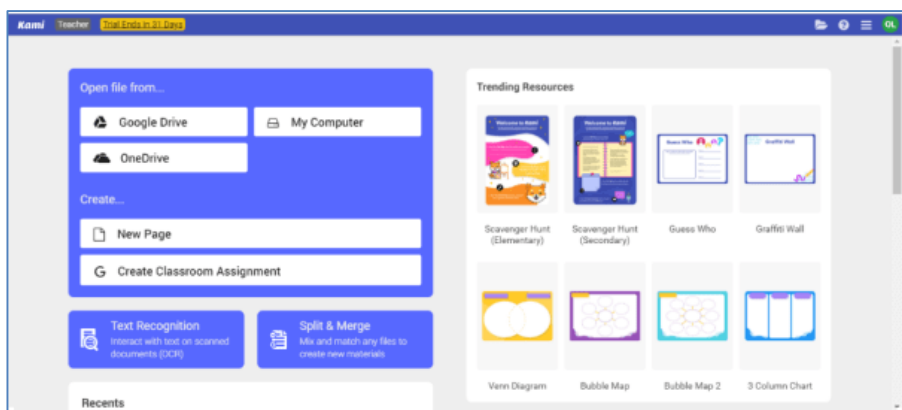 Kami Teacher Trial Ends in 31 Days OL
Open file from...
Google Drive
My Computer
OneDrive
Create...
New Page
G Create Classroom Assignment
Text Recognition
Interact with text on scanned
documents (OCR)
Split & Merge
Mix and match any files to
create new materials
Recents
Trending Resources
Welcome to Kami!
Welcome to Kami!
Guess Who
Graffiti Wall
Scavenger Hunt
(Elementary)
Scavenger Hunt
(Secondary)
Guess Who
Graffiti Wall
Venn Diagram
Bubble Map
Bubble Map 2
3 Column Chart